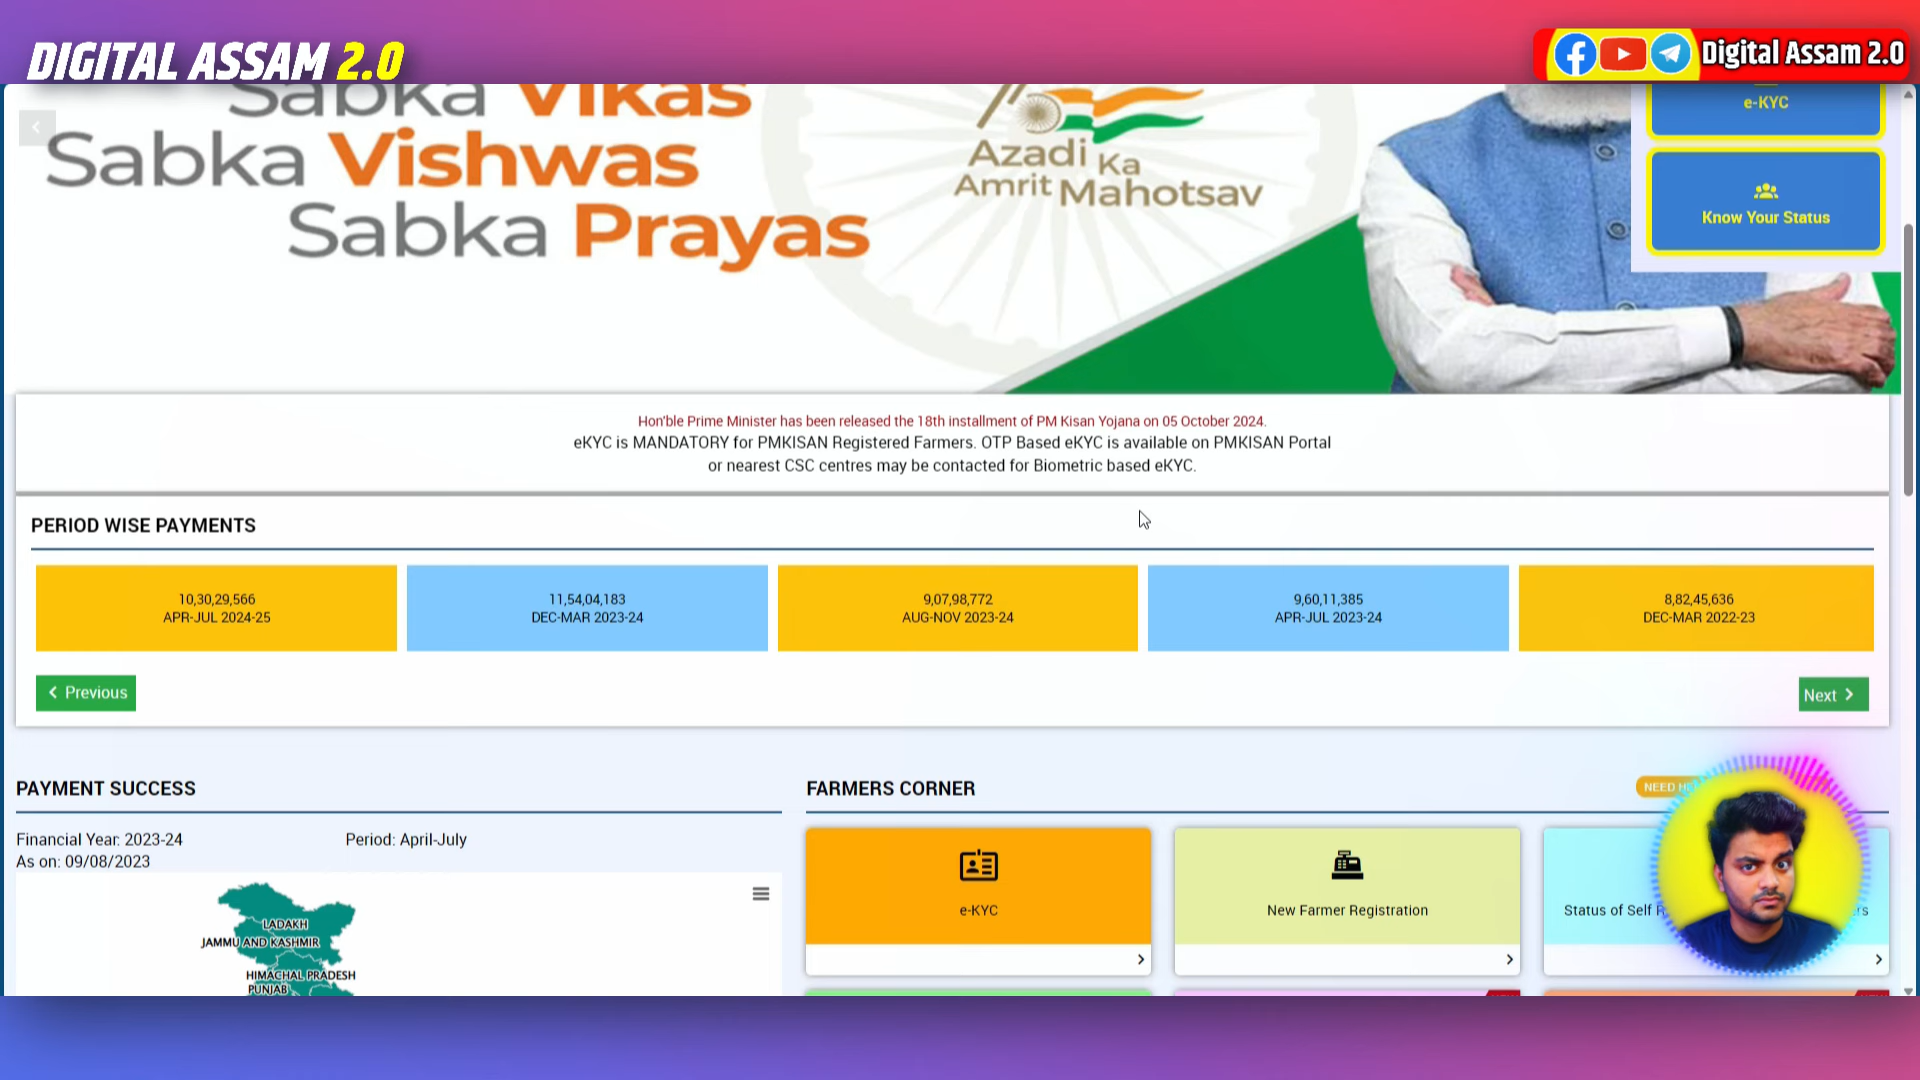 DIGITAL ASSAM 2.0
Digital Assam 2.0
Sabka Vikas
Sabka Vishwas
Sabka Prayas
Azadi Ka
Amrit Mahotsav
e-KYC
Know Your Status
Hon'ble Prime Minister has been released the 18th installment of PM Kisan Yojana on 05 October 2024.
eKYC is MANDATORY for PMKISAN Registered Farmers. OTP Based eKYC is available on PMKISAN Portal
or nearest CSC centres may be contacted for Biometric based eKYC.
PERIOD WISE PAYMENTS
10,30,29,566
APR-JUL 2024-25
11,54,04,183
DEC-MAR 2023-24
9,07,98,772
AUG-NOV 2023-24
9,60,11,385
APR-JUL 2023-24
8,82,45,636
DEC-MAR 2022-23
Previous
Next
PAYMENT SUCCESS
Financial Year: 2023-24
Period: April-July
As on: 09/08/2023
LADAKH
JAMMU AND KASHMIR
HIMACHAL PRADESH
PUNJAB
FARMERS CORNER
NEED
e-KYC
New Farmer Registration
Status of Self